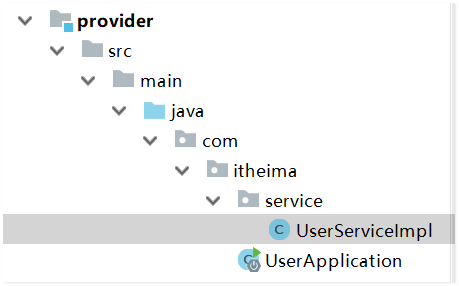 provider
src
main
java
com
itheima
service
UserServiceImpl
UserApplication